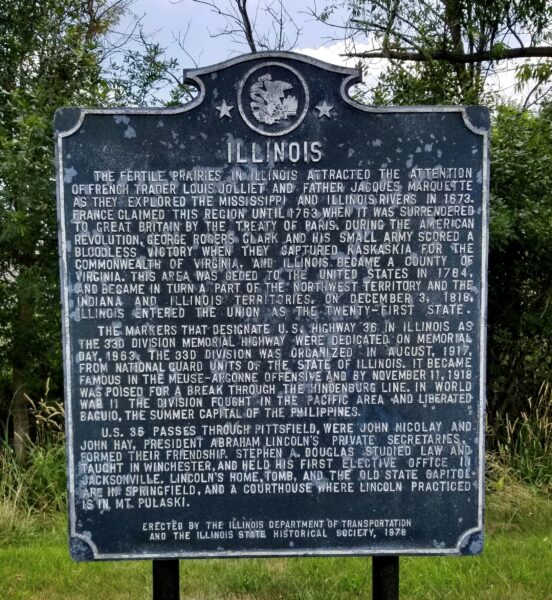 ILLINOIS
THE FERTILE PRAIRIES IN ILLINOIS ATTRACTED THE ATTENTION
OF FRENCH TRADER LOUIS JOLLIET AND FATHER JACQUES MARQUETTE
AS THEY EXPLORED THE MISSISSIPPI AND ILLINOIS RIVERS IN 1673.
FRANCE CLAIMED THIS REGION UNTIL 1763 WHEN IT WAS SURRENDERED
TO GREAT BRITAIN BY THE TREATY OF PARIS. DURING THE AMERICAN
REVOLUTION, GEORGE ROGERS CLARK AND HIS SMALL ARMY SCORED A
BLOODLESS VICTORY WHEN THEY CAPTURED KASKASKIA FOR THE
COMMONWEALTH OF VIRGINIA, AND ILLINOIS BECAME A COUNTY OF
VIRGINIA. THIS AREA WAS CEDED TO THE UNITED STATES IN 1784,
AND BECAME IN TURN A PART OF THE NORTHWEST TERRITORY AND THE
INDIANA AND ILLINOIS TERRITORIES. ON DECEMBER 3, 1818,
ILLINOIS ENTERED THE UNION AS THE TWENTY-FIRST STATE.
THE MARKERS THAT DESIGNATE U.S. HIGHWAY 36 IN ILLINOIS AS
THE 33D DIVISION MEMORIAL HIGHWAY WERE DEDICATED ON MEMORIAL
DAY, 1963. THE 33D DIVISION WAS ORGANIZED IN AUGUST, 1917,
FROM NATIONAL GUARD UNITS OF THE STATE OF ILLINOIS. IT BECAME
FAMOUS IN THE MEUSE-ARGONNE OFFENSIVE AND BY NOVEMBER 11, 1918
WAS POISED FOR A BREAK THROUGH THE HINDENBURG LINE. IN WORLD
WAR II THE DIVISION FOUGHT IN THE PACIFIC AREA AND LIBERATED
BAGUIO, THE SUMMER CAPITAL OF THE PHILIPPINES.
U.S. 36 PASSES THROUGH PITTSFIELD, WERE JOHN NICOLAY AND
JOHN HAY, PRESIDENT ABRAHAM LINCOLN'S PRIVATE SECRETARIES,
FORMED THEIR FRIENDSHIP. STEPHEN A. DOUGLAS STUDIED LAW AND
TAUGHT IN WINCHESTER, AND HELD HIS FIRST ELECTIVE OFFICE IN
JACKSONVILLE. LINCOLN'S HOME, TOMB, AND THE OLD STATE CAPITOL
ARE IN SPRINGFIELD, AND A COURTHOUSE WHERE LINCOLN PRACTICED
IS IN MT. PULASKI.
ERECTED BY THE ILLINOIS DEPARTMENT OF TRANSPORTATION
AND THE ILLINOIS STATE HISTORICAL SOCIETY, 1978